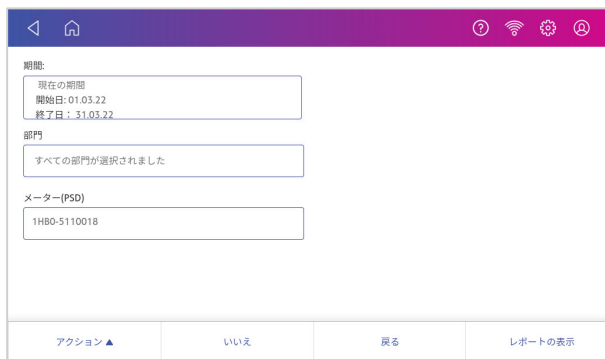 期間:
現在の期間
開始日: 01.03.22
終了日： 31.03.22
部門
すべての部門が選択されました
メーター(PSD)
1HB0-5110018
アクション▲
いいえ
戻る
レポートの表示